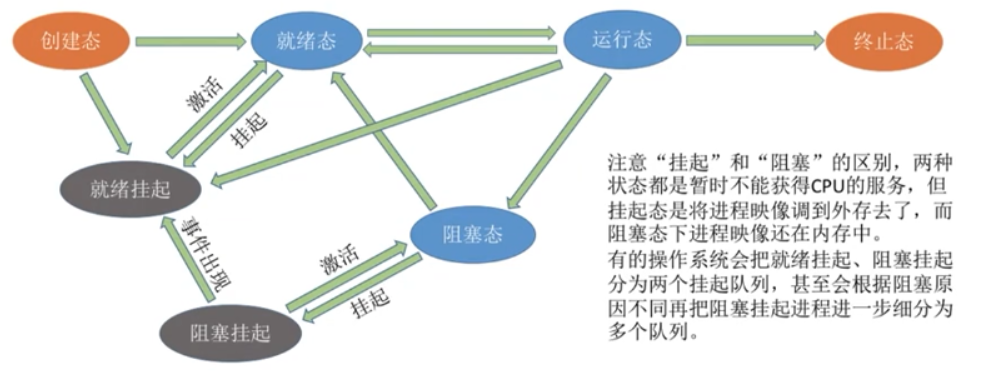 创建态
就绪态
运行态
终止态
激活
挂起
就绪挂起
事件出现
阻塞态
激活
挂起
阻塞挂起
注意“挂起”和“阻塞”的区别，两种
状态都是暂时不能获得CPU的服务，但
挂起态是将进程映像调到外存去了，而
阻塞态下进程映像还在内存中。
有的操作系统会把就绪挂起、阻塞挂起
分为两个挂起队列，甚至会根据阻塞原
因不同再把阻塞挂起进程进一步细分为
多个队列。